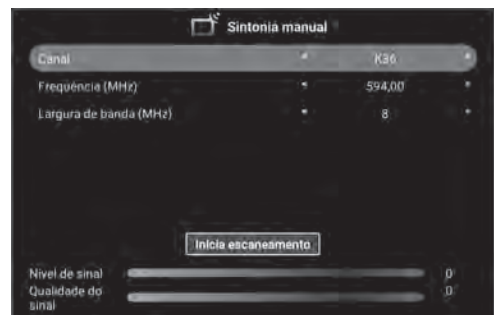 Sintonia manual
Canal K36
Frequência (MHz) 594,00
Largura de banda (MHz) 8
Inicia escaneamento
Nivel de sinal 0
Qualidade do sinal 0